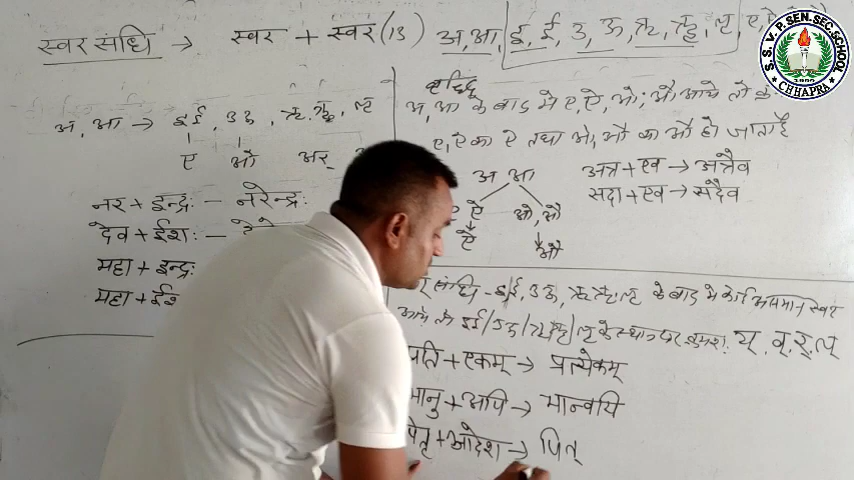 स्वर संधि → स्वर + स्वर (13) अ, आ, इ, ई, उ, ऊ, ऋ, ॠ, लृ, ए, ऐ
अ, आ → इ ई, उ ऊ, ऋ, ॠ, लृ
ए ओ अर्
नर + इन्द्रः - नरेन्द्रः
देव + ईशः -
महा + इन्द्रः
महा + ईश
वृद्धि
अ, आ के बाद में ए, ऐ, ओ, औ आये तो
ए, ऐ का ऐ तथा ओ, औ का औ हो जाता है
अ आ
ए ऐ ओ, औ
ऐ औ
अत्र + एव → अत्रैव
सदा + एव → सदैव
संधि - इ/ई, उ ऊ, ऋ ॠ/लृ के बाद में कोई असमान स्वर
आये तो इ ई/उ ऊ/ऋ ॠ/लृ के स्थान पर क्रमशः य्, व्, र्, ल्
प्रति + एकम् → प्रत्येकम्
भानु + अपि → भान्वपि
पितृ + आदेश → पित्
S. S. V. P. SEN. SEC. SCHOOL
CHHAPRA